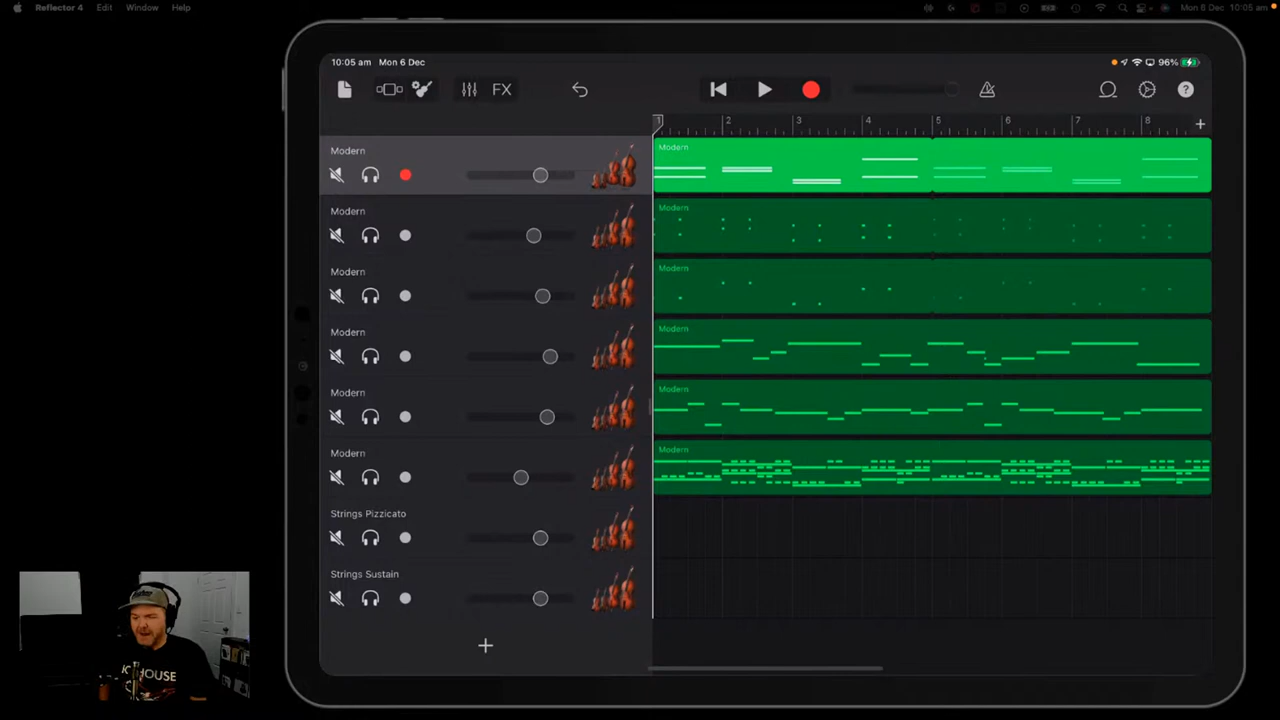 Reflector 4 Edit Window Help
Mon 6 Dec 10:05 am
10:05 am Mon 6 Dec
96%
FX
1 2 3 4 5 6 7 8
Modern
Modern
Modern
Modern
Modern
Modern
Modern
Modern
Modern
Modern
Modern
Modern
Strings Pizzicato
Strings Sustain
HOUSE